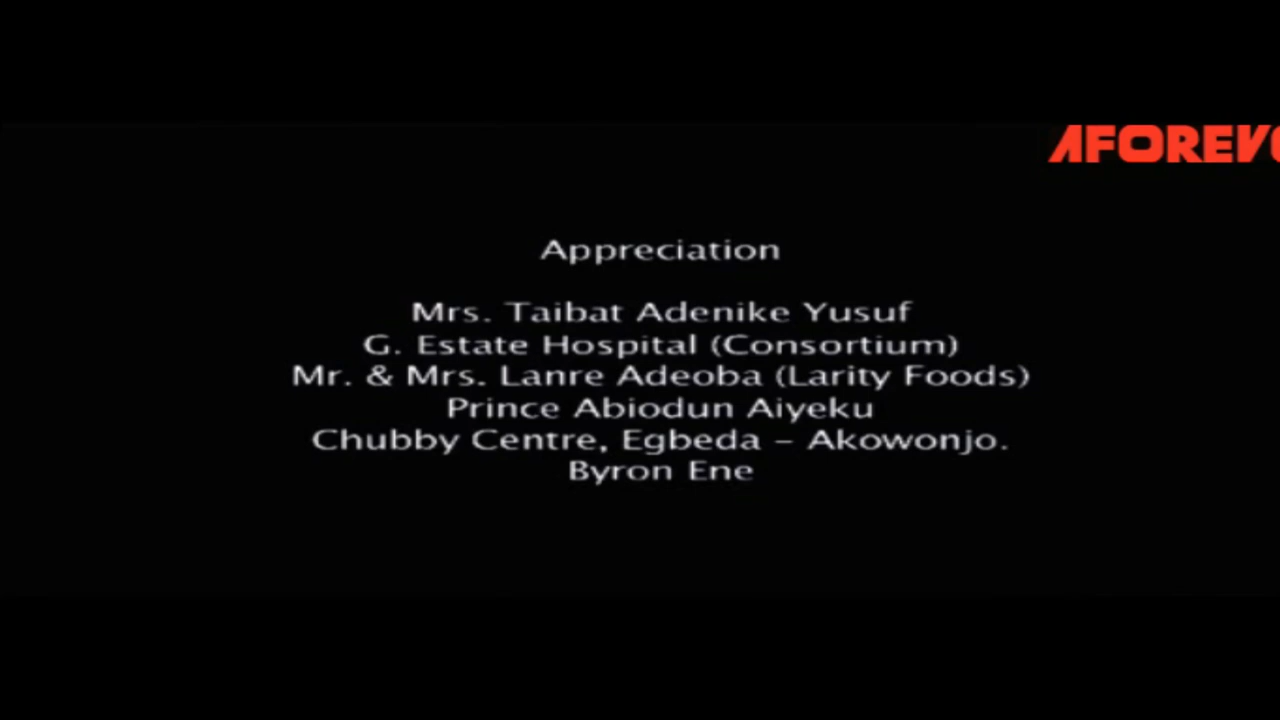 AFOREVO
Appreciation
Mrs. Taibat Adenike Yusuf
G. Estate Hospital (Consortium)
Mr. & Mrs. Lanre Adeoba (Larity Foods)
Prince Abiodun Aiyeku
Chubby Centre, Egbeda – Akowonjo.
Byron Ene